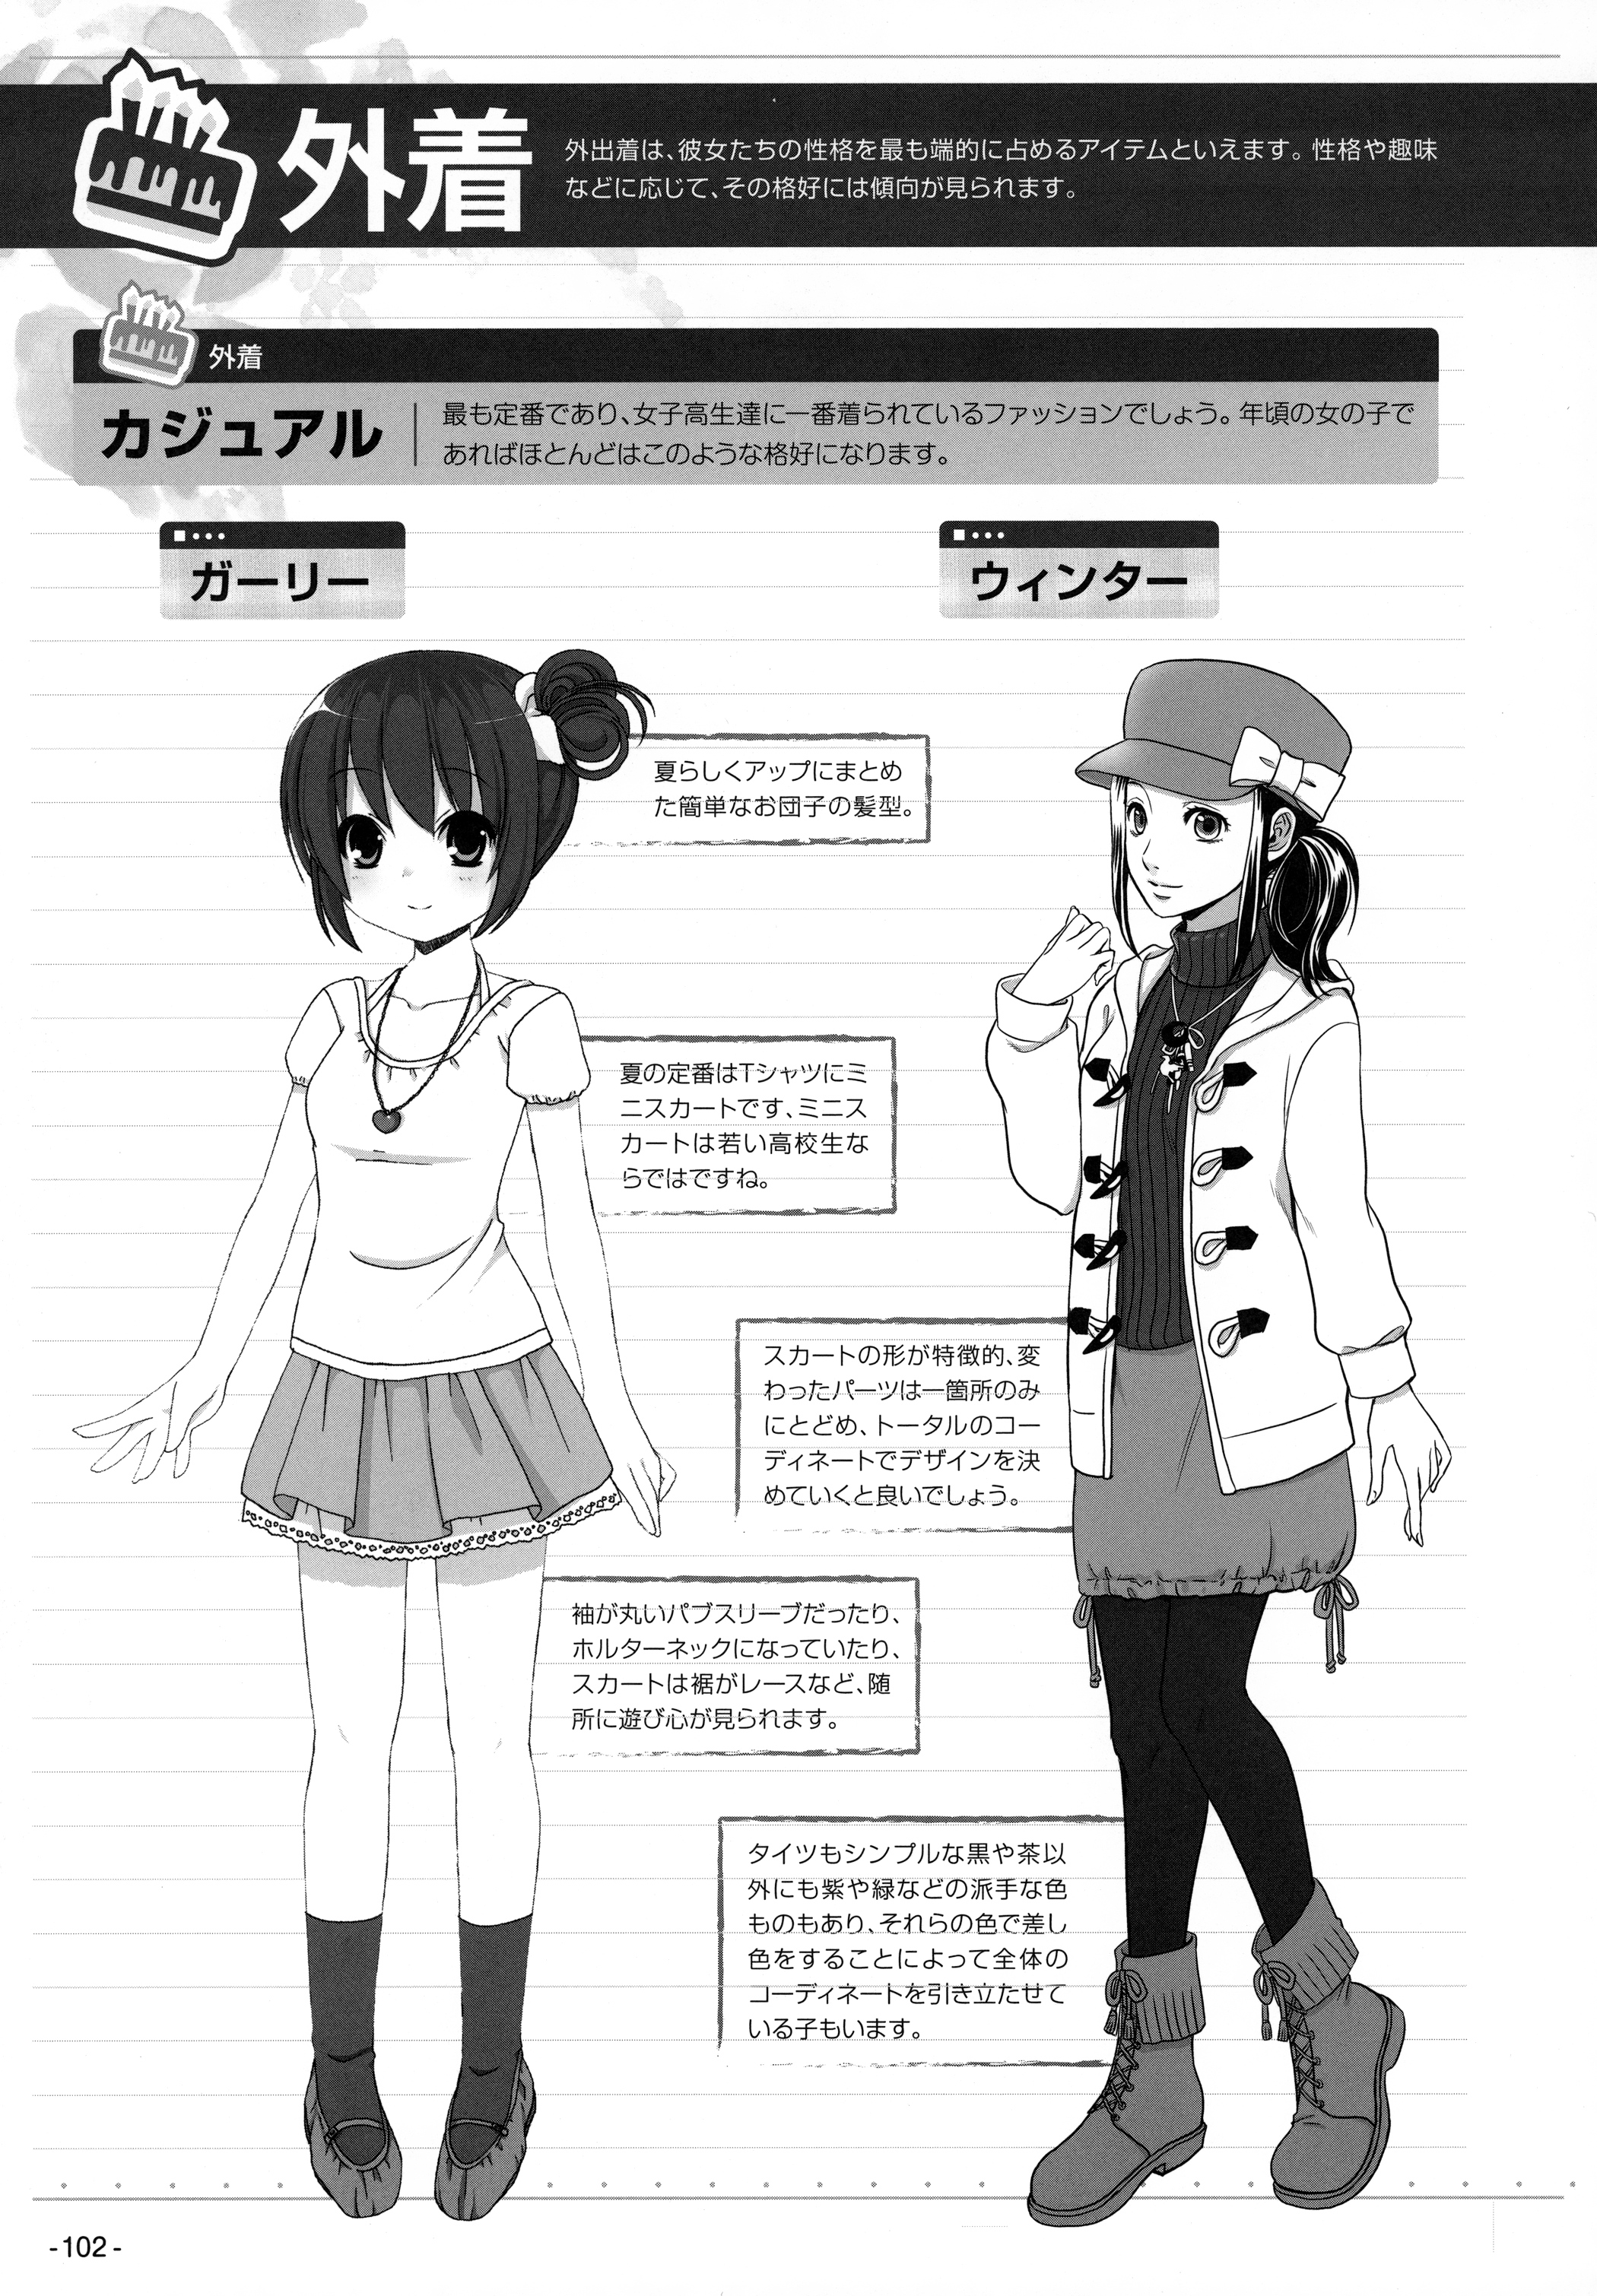 外着
外出着は、彼女たちの性格を最も端的に占めるアイテムといえます。性格や趣味
などに応じて、その格好には傾向が見られます。
外着
カジュアル
最も定番であり、女子高生達に一番着られているファッションでしょう。年頃の女の子で
あればほとんどはこのような格好になります。
ガーリー
ウィンター
夏らしくアップにまとめ
た簡単なお団子の髪型。
夏の定番はTシャツにミ
ニスカートです、ミニス
カートは若い高校生な
らではですね。
スカートの形が特徴的、変
わったパーツは一箇所のみ
にとどめ、トータルのコー
ディネートでデザインを決
めていくと良いでしょう。
袖が丸いパブスリーブだったり、
ホルターネックになっていたり、
スカートは裾がレースなど、随
所に遊び心が見られます。
タイツもシンプルな黒や茶以
外にも紫や緑などの派手な色
ものもあり、それらの色で差し
色をすることによって全体の
コーディネートを引き立たせて
いる子もいます。
-102-